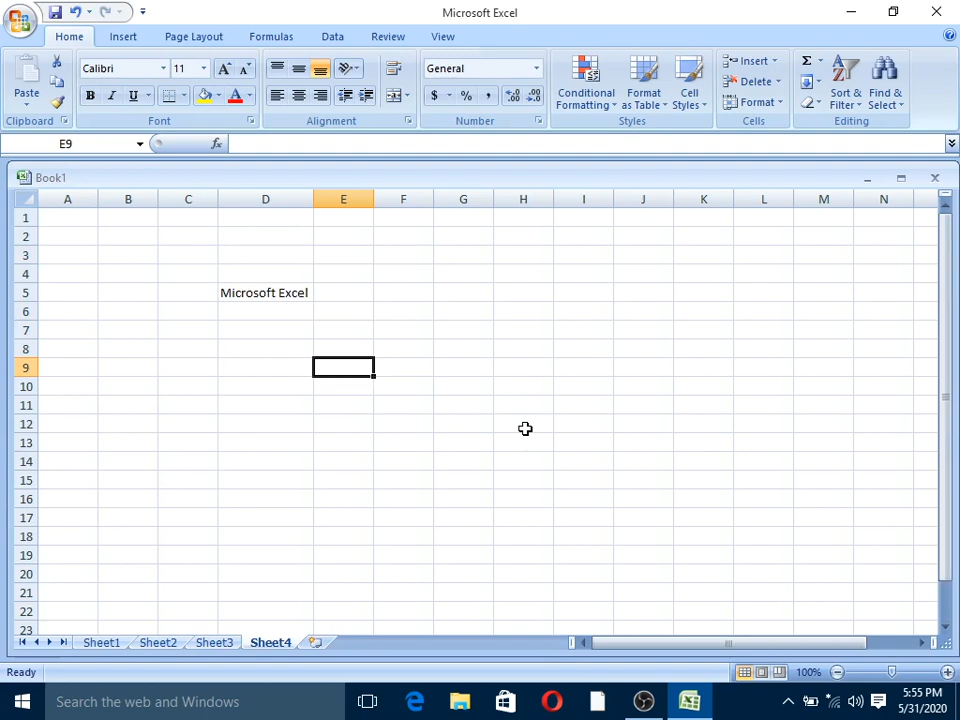 Microsoft Excel
Home Insert Page Layout Formulas Data Review View
Paste
Calibri 11
B I U A
General
$ % ,
Conditional Formatting
Format as Table
Cell Styles
Insert
Delete
Format
Σ
Sort & Filter
Find & Select
Clipboard Font Alignment Number Styles Cells Editing
E9 fx
Book1
A B C D E F G H I J K L M N
1
2
3
4
5 Microsoft Excel
6
7
8
9
10
11
12
13
14
15
16
17
18
19
20
21
22
23
Sheet1 Sheet2 Sheet3 Sheet4
Ready 100%
Search the web and Windows
5:55 PM
5/31/2020